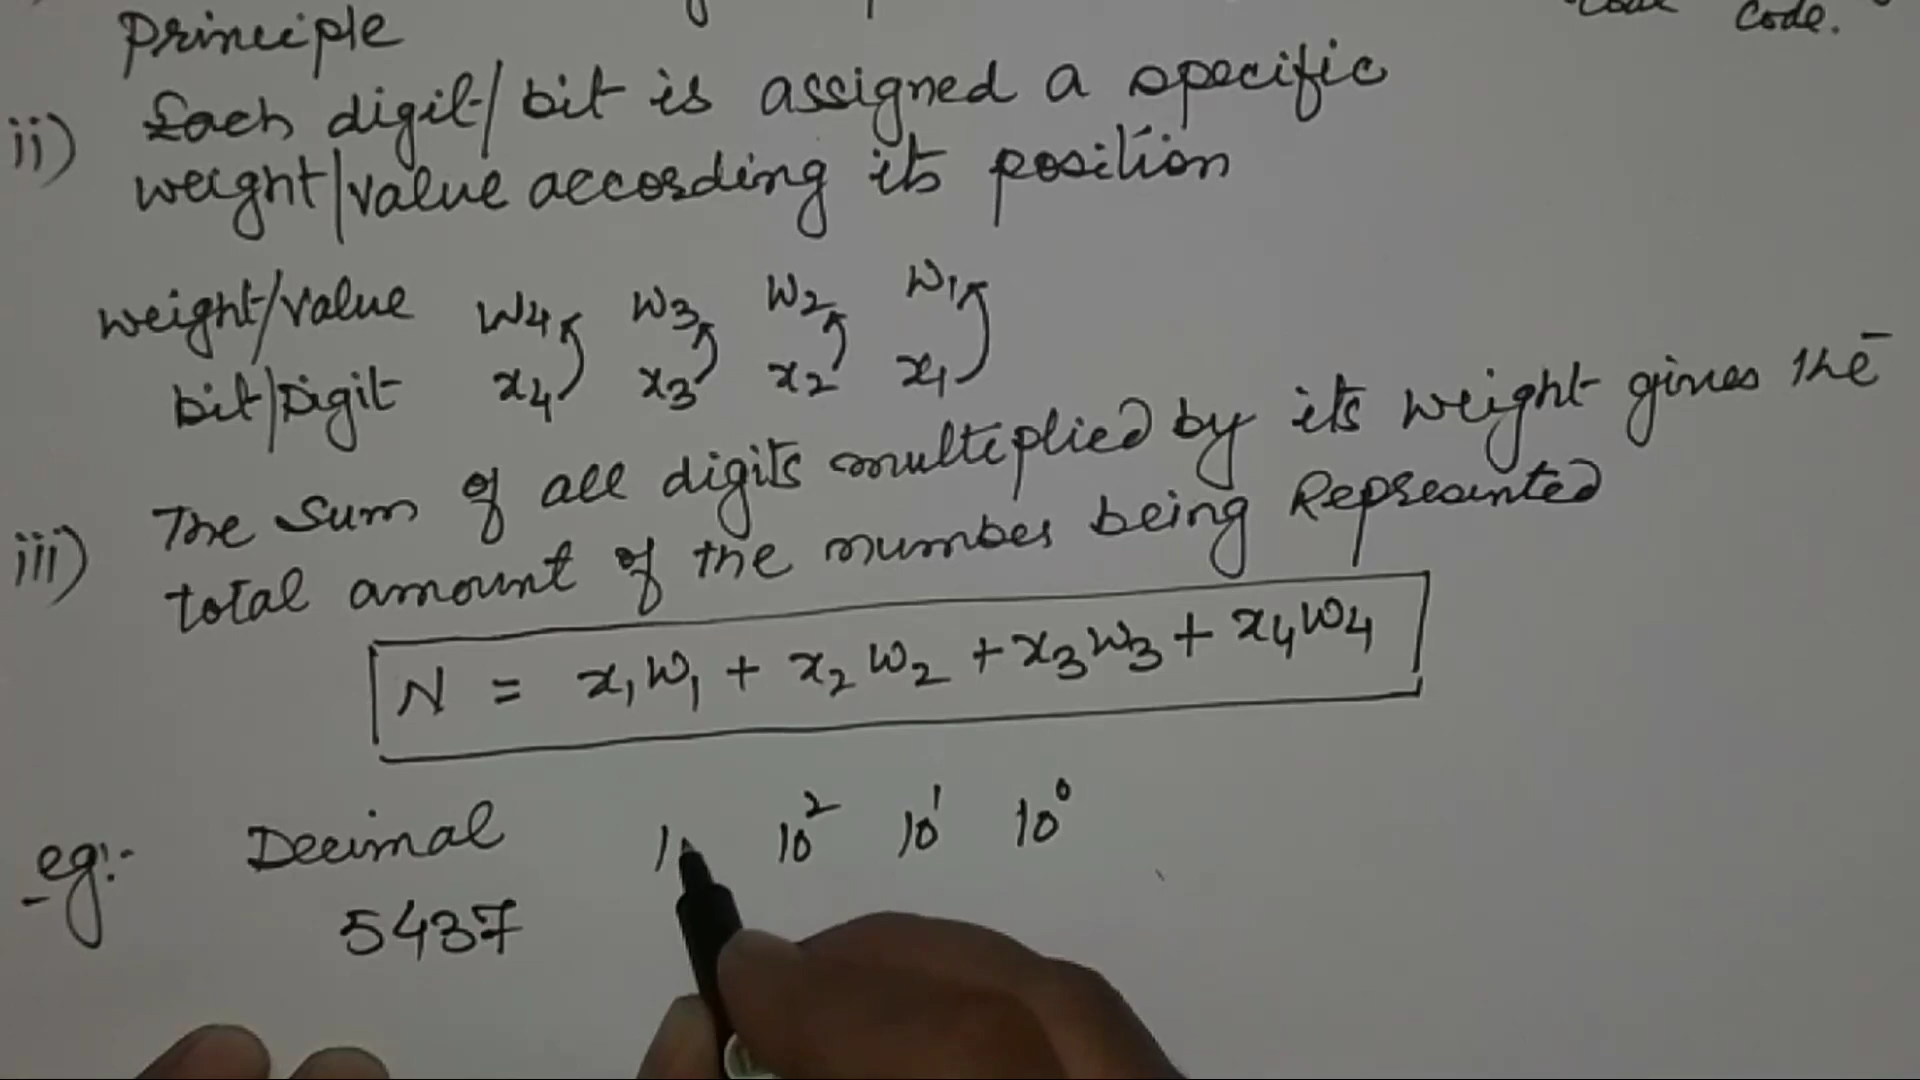 Principle
Code.
ii) Each digit/bit is assigned a specific
weight/value according its position
weight/value W4 W3 W2 W1
bit/Digit x4 x3 x2 x1
iii) The sum of all digits multiplied by its weight gives the
total amount of the number being Represented
N = x₁W₁ + x₂W₂ + x₃W₃ + x₄W₄
eg:- Decimal 1 10² 10¹ 10⁰
5437